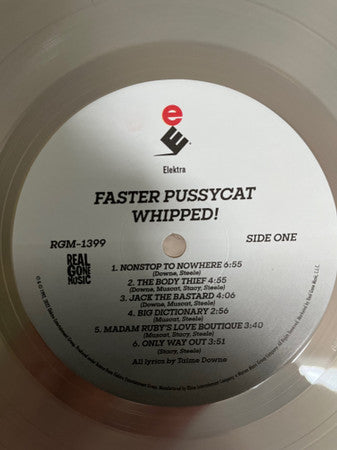 e
E
Elektra
FASTER PUSSYCAT
WHIPPED!
RGM-1399
SIDE ONE
REAL
GONE
MUSIC
1. NONSTOP TO NOWHERE 6:55
(Downe, Steele)
2. THE BODY THIEF 4:55
(Downe, Muscat, Stacy, Steele)
3. JACK THE BASTARD 4:06
(Downe, Muscat)
4. BIG DICTIONARY 2:56
(Muscat, Stacy, Steele)
5. MADAM RUBY'S LOVE BOUTIQUE 3:40
(Downe, Muscat, Steele)
6. ONLY WAY OUT 3:51
(Stacy, Steele)
All lyrics by Taime Downe